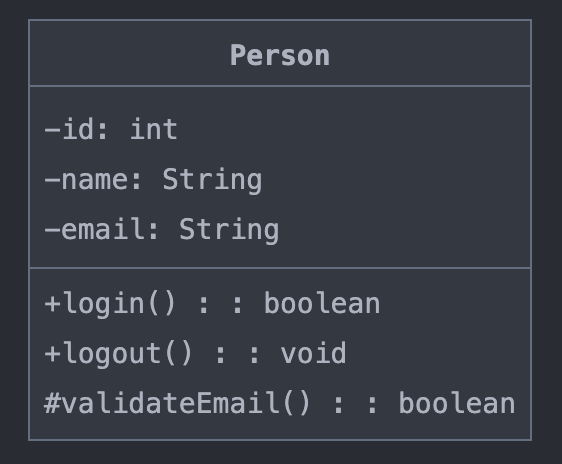 Person
-id: int
-name: String
-email: String
+login() : : boolean
+logout() : : void
#validateEmail() : : boolean